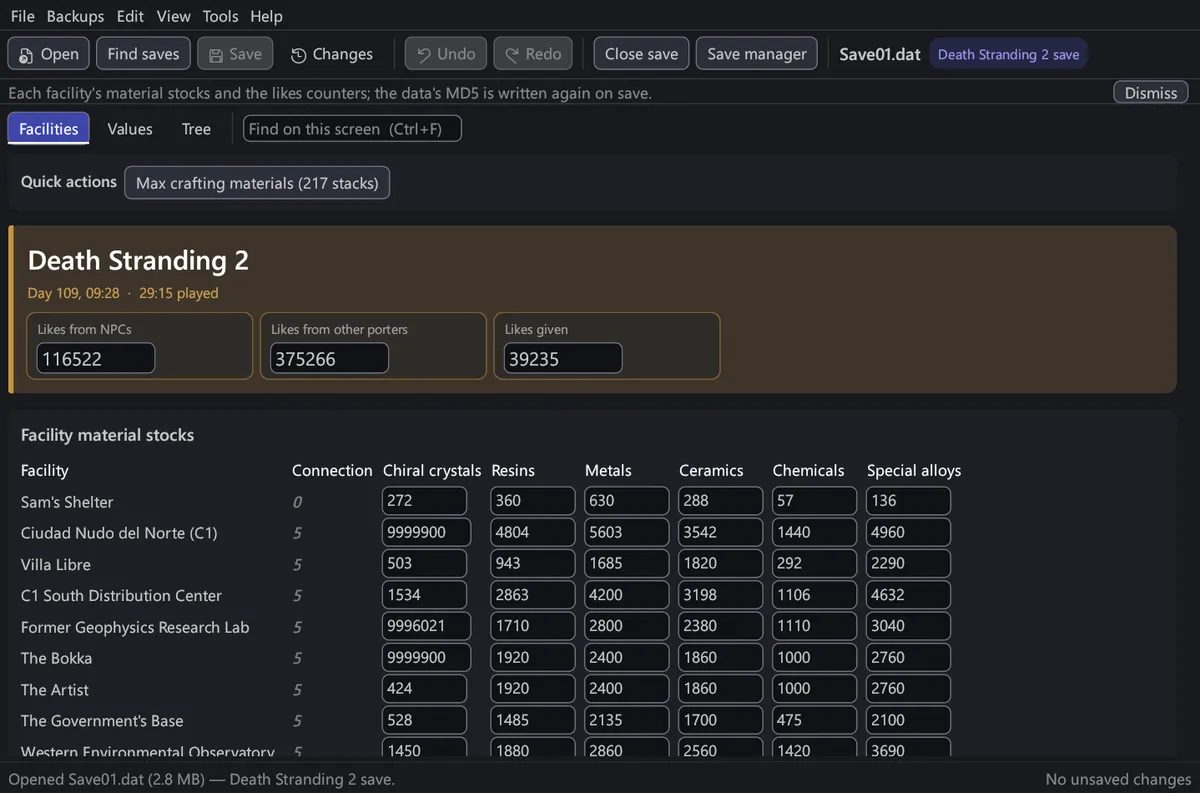 File Backups Edit View Tools Help
Open Find saves Save Changes Undo Redo Close save Save manager Save01.dat Death Stranding 2 save
Each facility's material stocks and the likes counters; the data's MD5 is written again on save. Dismiss
Facilities Values Tree Find on this screen (Ctrl+F)
Quick actions Max crafting materials (217 stacks)
Death Stranding 2
Day 109, 09:28 · 29:15 played
Likes from NPCs Likes from other porters Likes given
116522 375266 39235
Facility material stocks
Facility Connection Chiral crystals Resins Metals Ceramics Chemicals Special alloys
Sam's Shelter 0 272 360 630 288 57 136
Ciudad Nudo del Norte (C1) 5 9999900 4804 5603 3542 1440 4960
Villa Libre 5 503 943 1685 1820 292 2290
C1 South Distribution Center 5 1534 2863 4200 3198 1106 4632
Former Geophysics Research Lab 5 9996021 1710 2800 2380 1110 3040
The Bokka 5 9999900 1920 2400 1860 1000 2760
The Artist 5 424 1920 2400 1860 1000 2760
The Government's Base 5 528 1485 2135 1700 475 2100
Western Environmental Observatory 5 1450 1880 2860 2560 1420 3690
Opened Save01.dat (2.8 MB) — Death Stranding 2 save. No unsaved changes